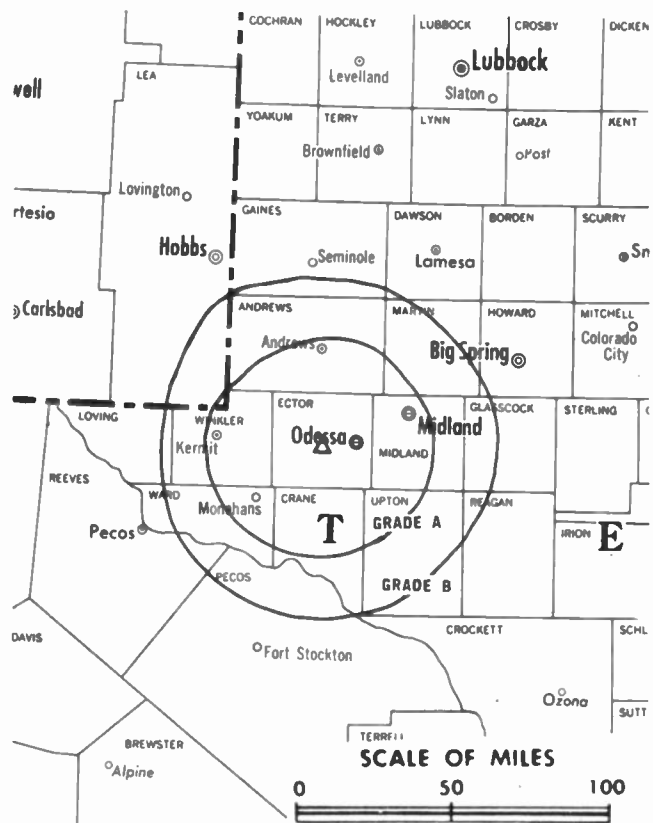 COCHRAN HOCKLEY LUBBOCK CROSBY DICKEN
Lubbock
Levelland
LEA
Slaton
well
YOAKUM TERRY LYNN GARZA KENT
Brownfield
Post
Lovington
rtesia
GAINES DAWSON BORDEN SCURRY
Hobbs
Seminole
Lamesa
Sn
ANDREWS MARTIN HOWARD MITCHELL
Carlsbad
Colorado
City
Andrews
Big Spring
LOVING WINKLER ECTOR GLASSCOCK STERLING
Midland
Kermit
Odessa
MIDLAND
REEVES
WARD
Monahans
CRANE UPTON REAGAN
Pecos
T
GRADE A
IRION
E
PECOS
GRADE B
DAVIS
CROCKETT SCHL
Fort Stockton
Ozona
SUTT
TERRELL
BREWSTER
Alpine
SCALE OF MILES
0 50 100